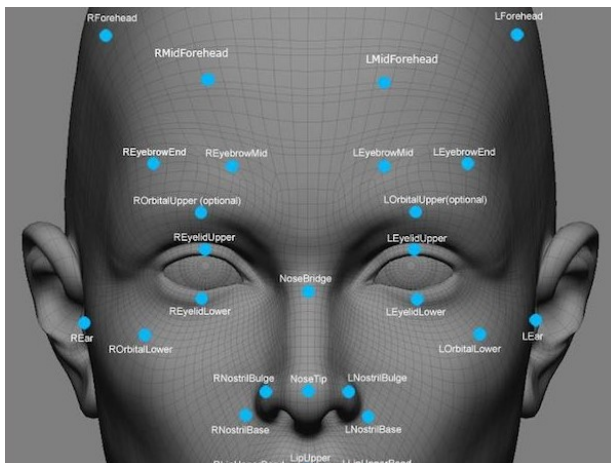 RForehead
LForehead
RMidForehead
LMidForehead
REyebrowEnd
REyebrowMid
LEyebrowMid
LEyebrowEnd
ROrbitalUpper (optional)
LOrbitalUpper(optional)
REyelidUpper
LEyelidUpper
NoseBridge
REyelidLower
LEyelidLower
REar
ROrbitalLower
LOrbitalLower
LEar
RNostrilBulge
NoseTip
LNostrilBulge
RNostrilBase
LNostrilBase
LipUpper